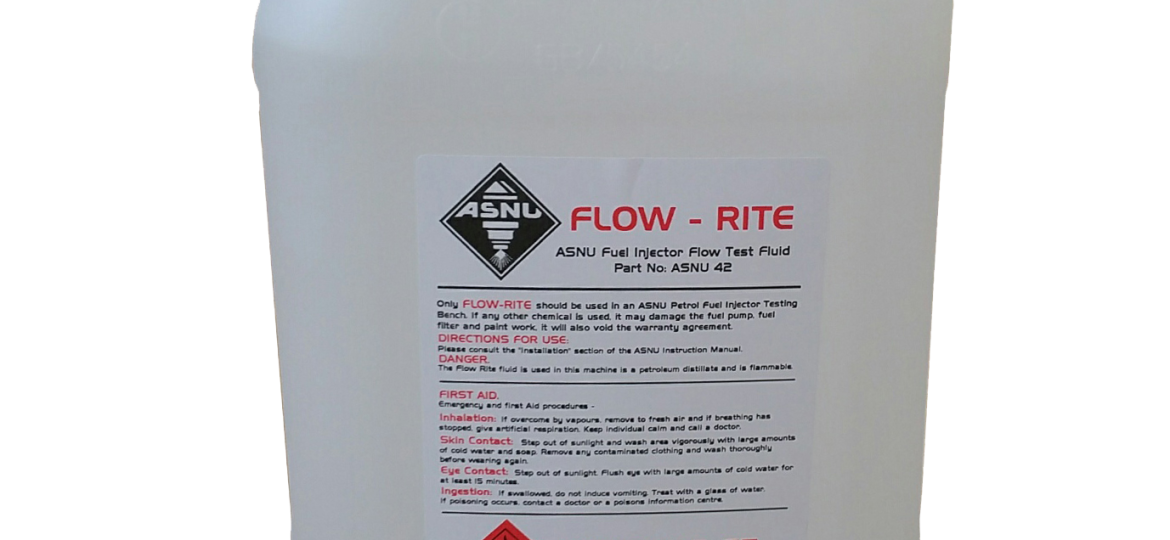 ASNU
FLOW - RITE
ASNU Fuel Injector Flow Test Fluid
Part No: ASNU 42
Only FLOW-RITE should be used in an ASNU Petrol Fuel Injector Testing
Bench. If any other chemical is used, it may damage the fuel pump, fuel
filter and paint work, it will also void the warranty agreement.
DIRECTIONS FOR USE:
Please consult the "Installation" section of the ASNU Instruction Manual.
DANGER.
The Flow Rite fluid is used in this machine is a petroleum distillate and is flammable.
FIRST AID.
Emergency and first Aid procedures -
Inhalation: If overcome by vapours, remove to fresh air and if breathing has
stopped, give artificial respiration. Keep individual calm and call a doctor.
Skin Contact: Step out of sunlight and wash area vigorously with large amounts
of cold water and soap. Remove any contaminated clothing and wash thoroughly
before wearing again.
Eye Contact: Step out of sunlight. Flush eye with large amounts of cold water for
at least 15 minutes.
Ingestion: If swallowed, do not induce vomiting. Treat with a glass of water.
If poisoning occurs, contact a doctor or a poisons information centre.